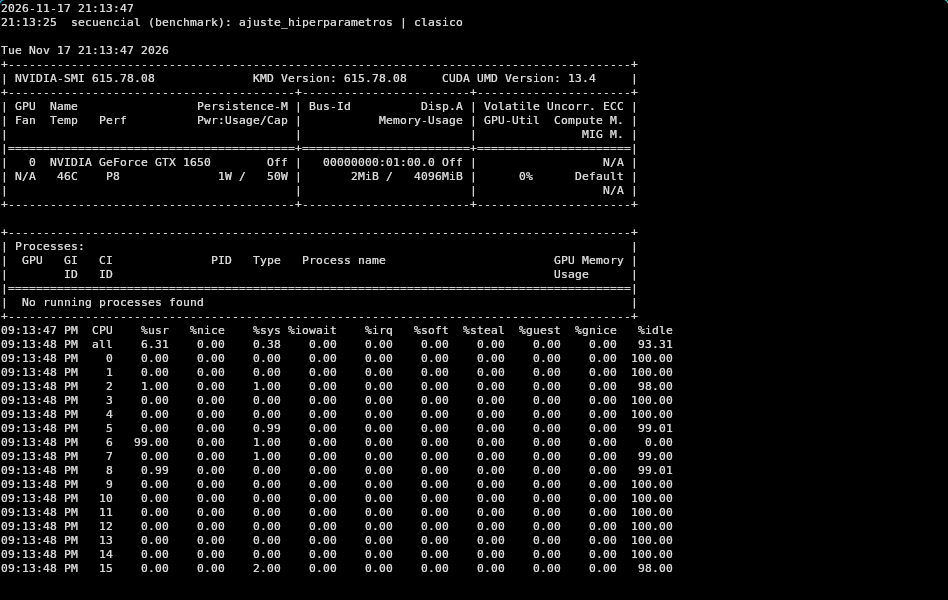 2026-11-17 21:13:47
21:13:25  secuencial (benchmark): ajuste_hiperparametros | clasico

Tue Nov 17 21:13:47 2026
+-----------------------------------------------------------------------------------------+
| NVIDIA-SMI 615.78.08              KMD Version: 615.78.08     CUDA UMD Version: 13.4     |
+-----------------------------------------+------------------------+----------------------+
| GPU  Name                 Persistence-M | Bus-Id          Disp.A | Volatile Uncorr. ECC |
| Fan  Temp   Perf          Pwr:Usage/Cap |           Memory-Usage | GPU-Util  Compute M. |
|                                         |                        |               MIG M. |
|=========================================+========================+======================|
|   0  NVIDIA GeForce GTX 1650        Off |   00000000:01:00.0 Off |                  N/A |
| N/A   46C    P8               1W /   50W |       2MiB /   4096MiB |      0%      Default |
|                                         |                        |                  N/A |
+-----------------------------------------+------------------------+----------------------+

+-----------------------------------------------------------------------------------------+
| Processes:                                                                              |
|  GPU   GI   CI              PID   Type   Process name                        GPU Memory |
|        ID   ID                                                               Usage      |
|=========================================================================================|
|  No running processes found                                                             |
+-----------------------------------------------------------------------------------------+
09:13:47 PM  CPU    %usr   %nice    %sys %iowait    %irq   %soft  %steal  %guest  %gnice   %idle
09:13:48 PM  all    6.31    0.00    0.38    0.00    0.00    0.00    0.00    0.00    0.00   93.31
09:13:48 PM    0    0.00    0.00    0.00    0.00    0.00    0.00    0.00    0.00    0.00  100.00
09:13:48 PM    1    0.00    0.00    0.00    0.00    0.00    0.00    0.00    0.00    0.00  100.00
09:13:48 PM    2    1.00    0.00    1.00    0.00    0.00    0.00    0.00    0.00    0.00   98.00
09:13:48 PM    3    0.00    0.00    0.00    0.00    0.00    0.00    0.00    0.00    0.00  100.00
09:13:48 PM    4    0.00    0.00    0.00    0.00    0.00    0.00    0.00    0.00    0.00  100.00
09:13:48 PM    5    0.00    0.00    0.99    0.00    0.00    0.00    0.00    0.00    0.00   99.01
09:13:48 PM    6   99.00    0.00    1.00    0.00    0.00    0.00    0.00    0.00    0.00    0.00
09:13:48 PM    7    0.00    0.00    1.00    0.00    0.00    0.00    0.00    0.00    0.00   99.00
09:13:48 PM    8    0.99    0.00    0.00    0.00    0.00    0.00    0.00    0.00    0.00   99.01
09:13:48 PM    9    0.00    0.00    0.00    0.00    0.00    0.00    0.00    0.00    0.00  100.00
09:13:48 PM   10    0.00    0.00    0.00    0.00    0.00    0.00    0.00    0.00    0.00  100.00
09:13:48 PM   11    0.00    0.00    0.00    0.00    0.00    0.00    0.00    0.00    0.00  100.00
09:13:48 PM   12    0.00    0.00    0.00    0.00    0.00    0.00    0.00    0.00    0.00  100.00
09:13:48 PM   13    0.00    0.00    0.00    0.00    0.00    0.00    0.00    0.00    0.00  100.00
09:13:48 PM   14    0.00    0.00    0.00    0.00    0.00    0.00    0.00    0.00    0.00  100.00
09:13:48 PM   15    0.00    0.00    2.00    0.00    0.00    0.00    0.00    0.00    0.00   98.00